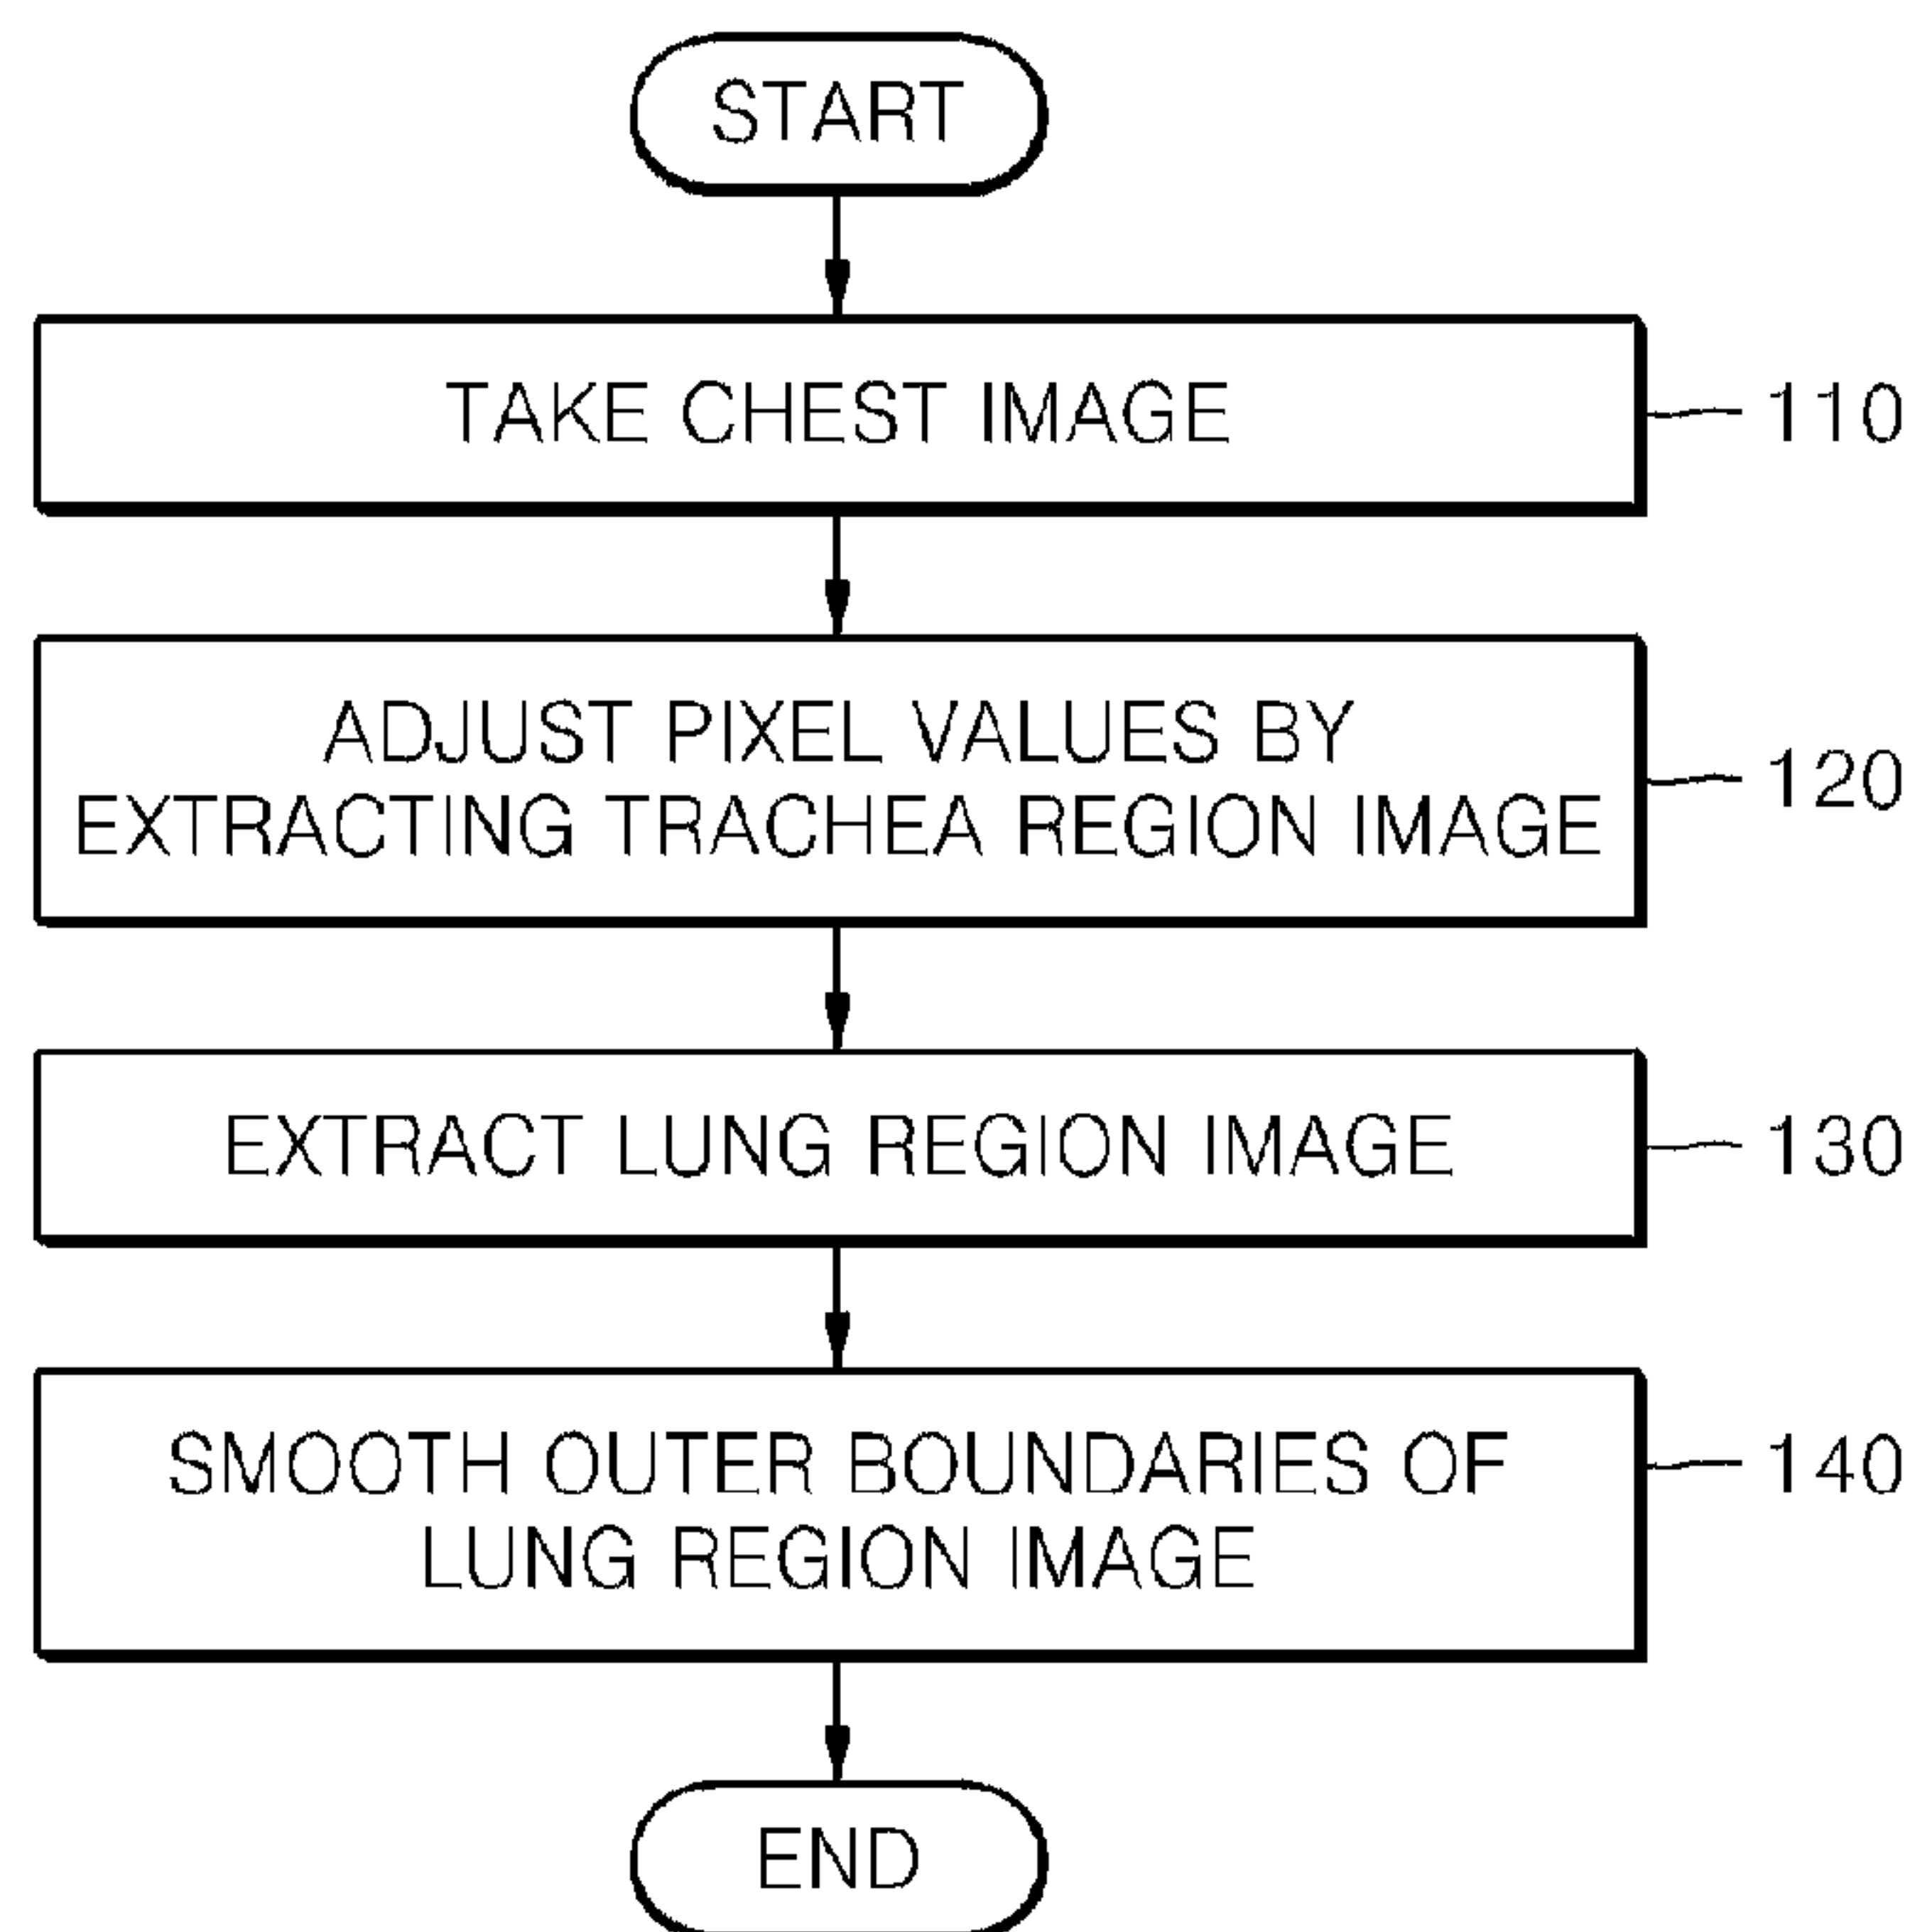 START
TAKE CHEST IMAGE
110
ADJUST PIXEL VALUES BY
EXTRACTING TRACHEA REGION IMAGE
120
EXTRACT LUNG REGION IMAGE
130
SMOOTH OUTER BOUNDARIES OF
LUNG REGION IMAGE
140
END